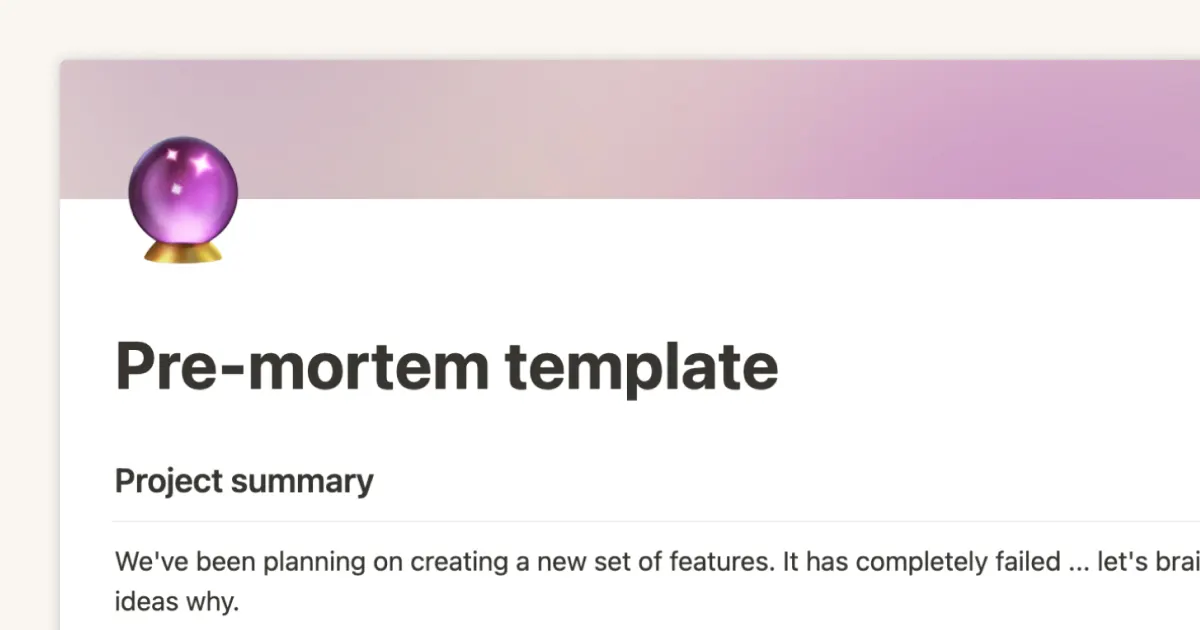 Pre-mortem template
Project summary
We've been planning on creating a new set of features. It has completely failed ... let's
ideas why.